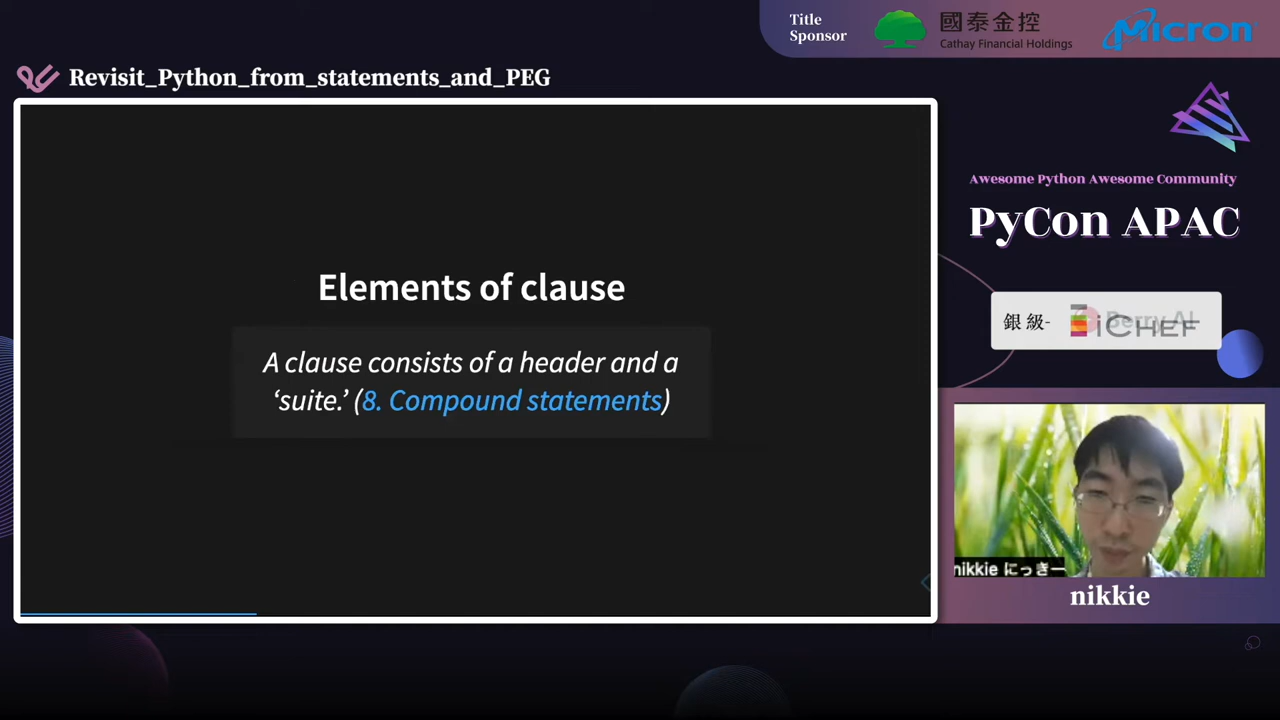 Title
Sponsor
國泰金控
Cathay Financial Holdings
Micron
Revisit_Python_from_statements_and_PEG
Elements of clause
A clause consists of a header and a
‘suite.’ (8. Compound statements)
Awesome Python Awesome Community
PyCon APAC
銀級-
iCHEF
Berry AI
nikkie にっきー
nikkie